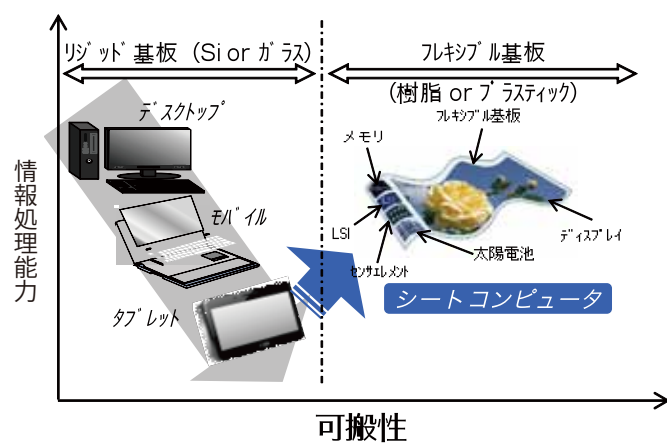 リジッド基板 (Si or ガラス)
フレキシブル基板
(樹脂 or プラスティック)
デスクトップ
フレキシブル基板
メモリ
モバイル
LSI
ディスプレイ
太陽電池
センサエレメント
タブレット
シートコンピュータ
情報処理能力
可搬性